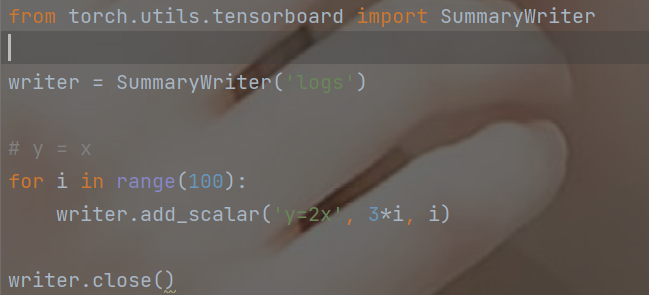 from torch.utils.tensorboard import SummaryWriter
writer = SummaryWriter('logs')
# y = x
for i in range(100):
    writer.add_scalar('y=2x', 3*i, i)
writer.close()